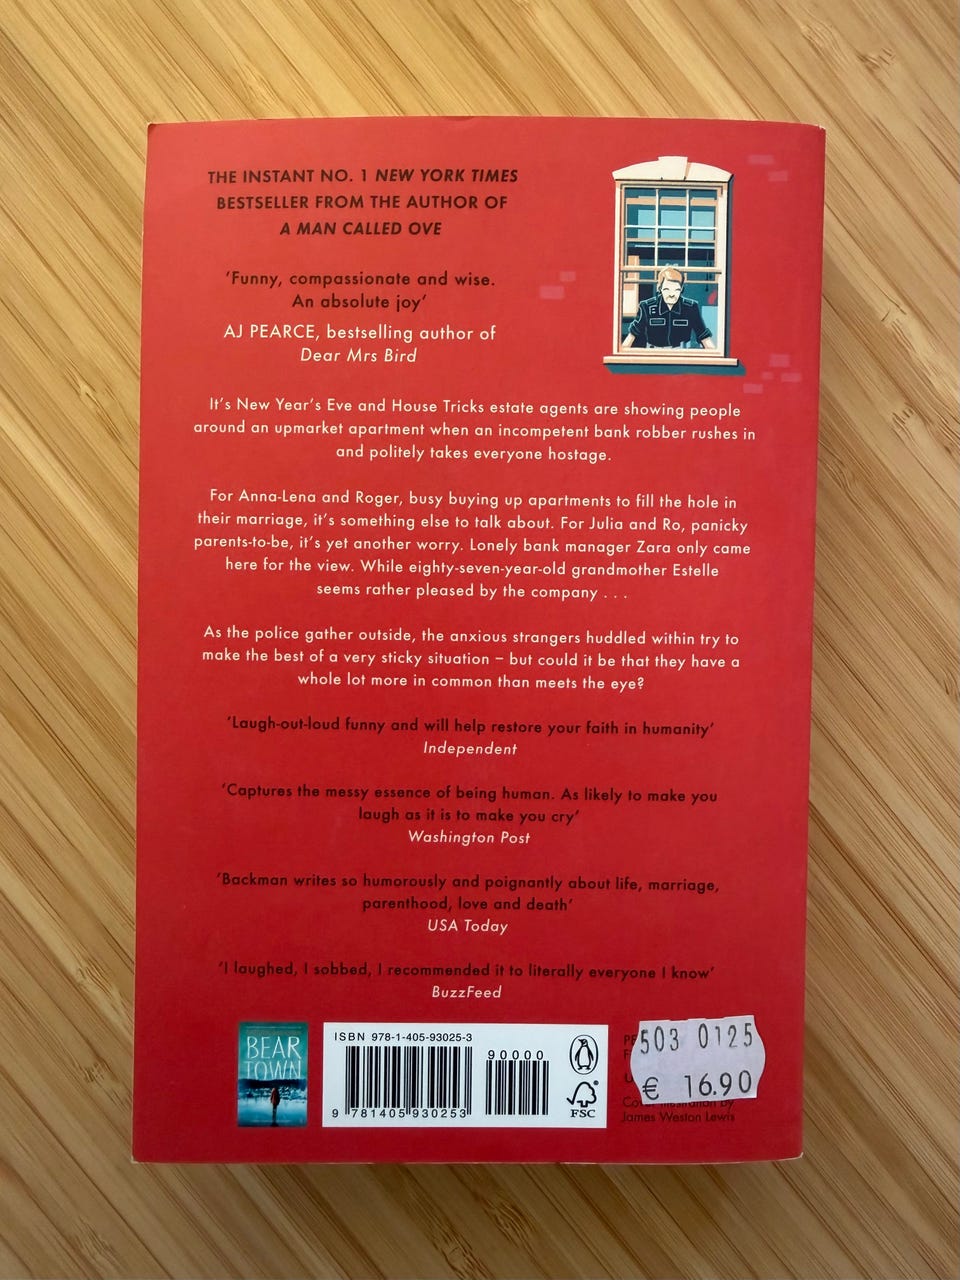 THE INSTANT NO. 1 NEW YORK TIMES
BESTSELLER FROM THE AUTHOR OF
A MAN CALLED OVE
‘Funny, compassionate and wise.
An absolute joy’
AJ PEARCE, bestselling author of
Dear Mrs Bird
It’s New Year’s Eve and House Tricks estate agents are showing people
around an upmarket apartment when an incompetent bank robber rushes in
and politely takes everyone hostage.
For Anna-Lena and Roger, busy buying up apartments to fill the hole in
their marriage, it’s something else to talk about. For Julia and Ro, panicky
parents-to-be, it’s yet another worry. Lonely bank manager Zara only came
here for the view. While eighty-seven-year-old grandmother Estelle
seems rather pleased by the company . . .
As the police gather outside, the anxious strangers huddled within try to
make the best of a very sticky situation – but could it be that they have a
whole lot more in common than meets the eye?
‘Laugh-out-loud funny and will help restore your faith in humanity’
Independent
‘Captures the messy essence of being human. As likely to make you
laugh as it is to make you cry’
Washington Post
‘Backman writes so humorously and poignantly about life, marriage,
parenthood, love and death’
USA Today
‘I laughed, I sobbed, I recommended it to literally everyone I know’
BuzzFeed
BEAR
TOWN
ISBN 978-1-405-93025-3
90000
9 781405 930253
FSC
503 0125
€ 16.90
by
James Weston Lewis